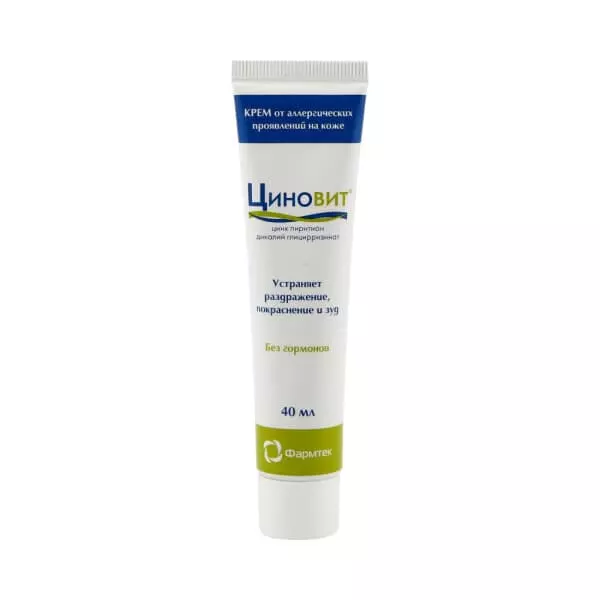 КРЕМ от аллергических
проявлений на коже
ЦИНОВИТ®
цинк пиритион
дикалий глицирризинат
Устраняет
раздражение,
покраснение и зуд
Без гормонов
40 мл
Фармтек